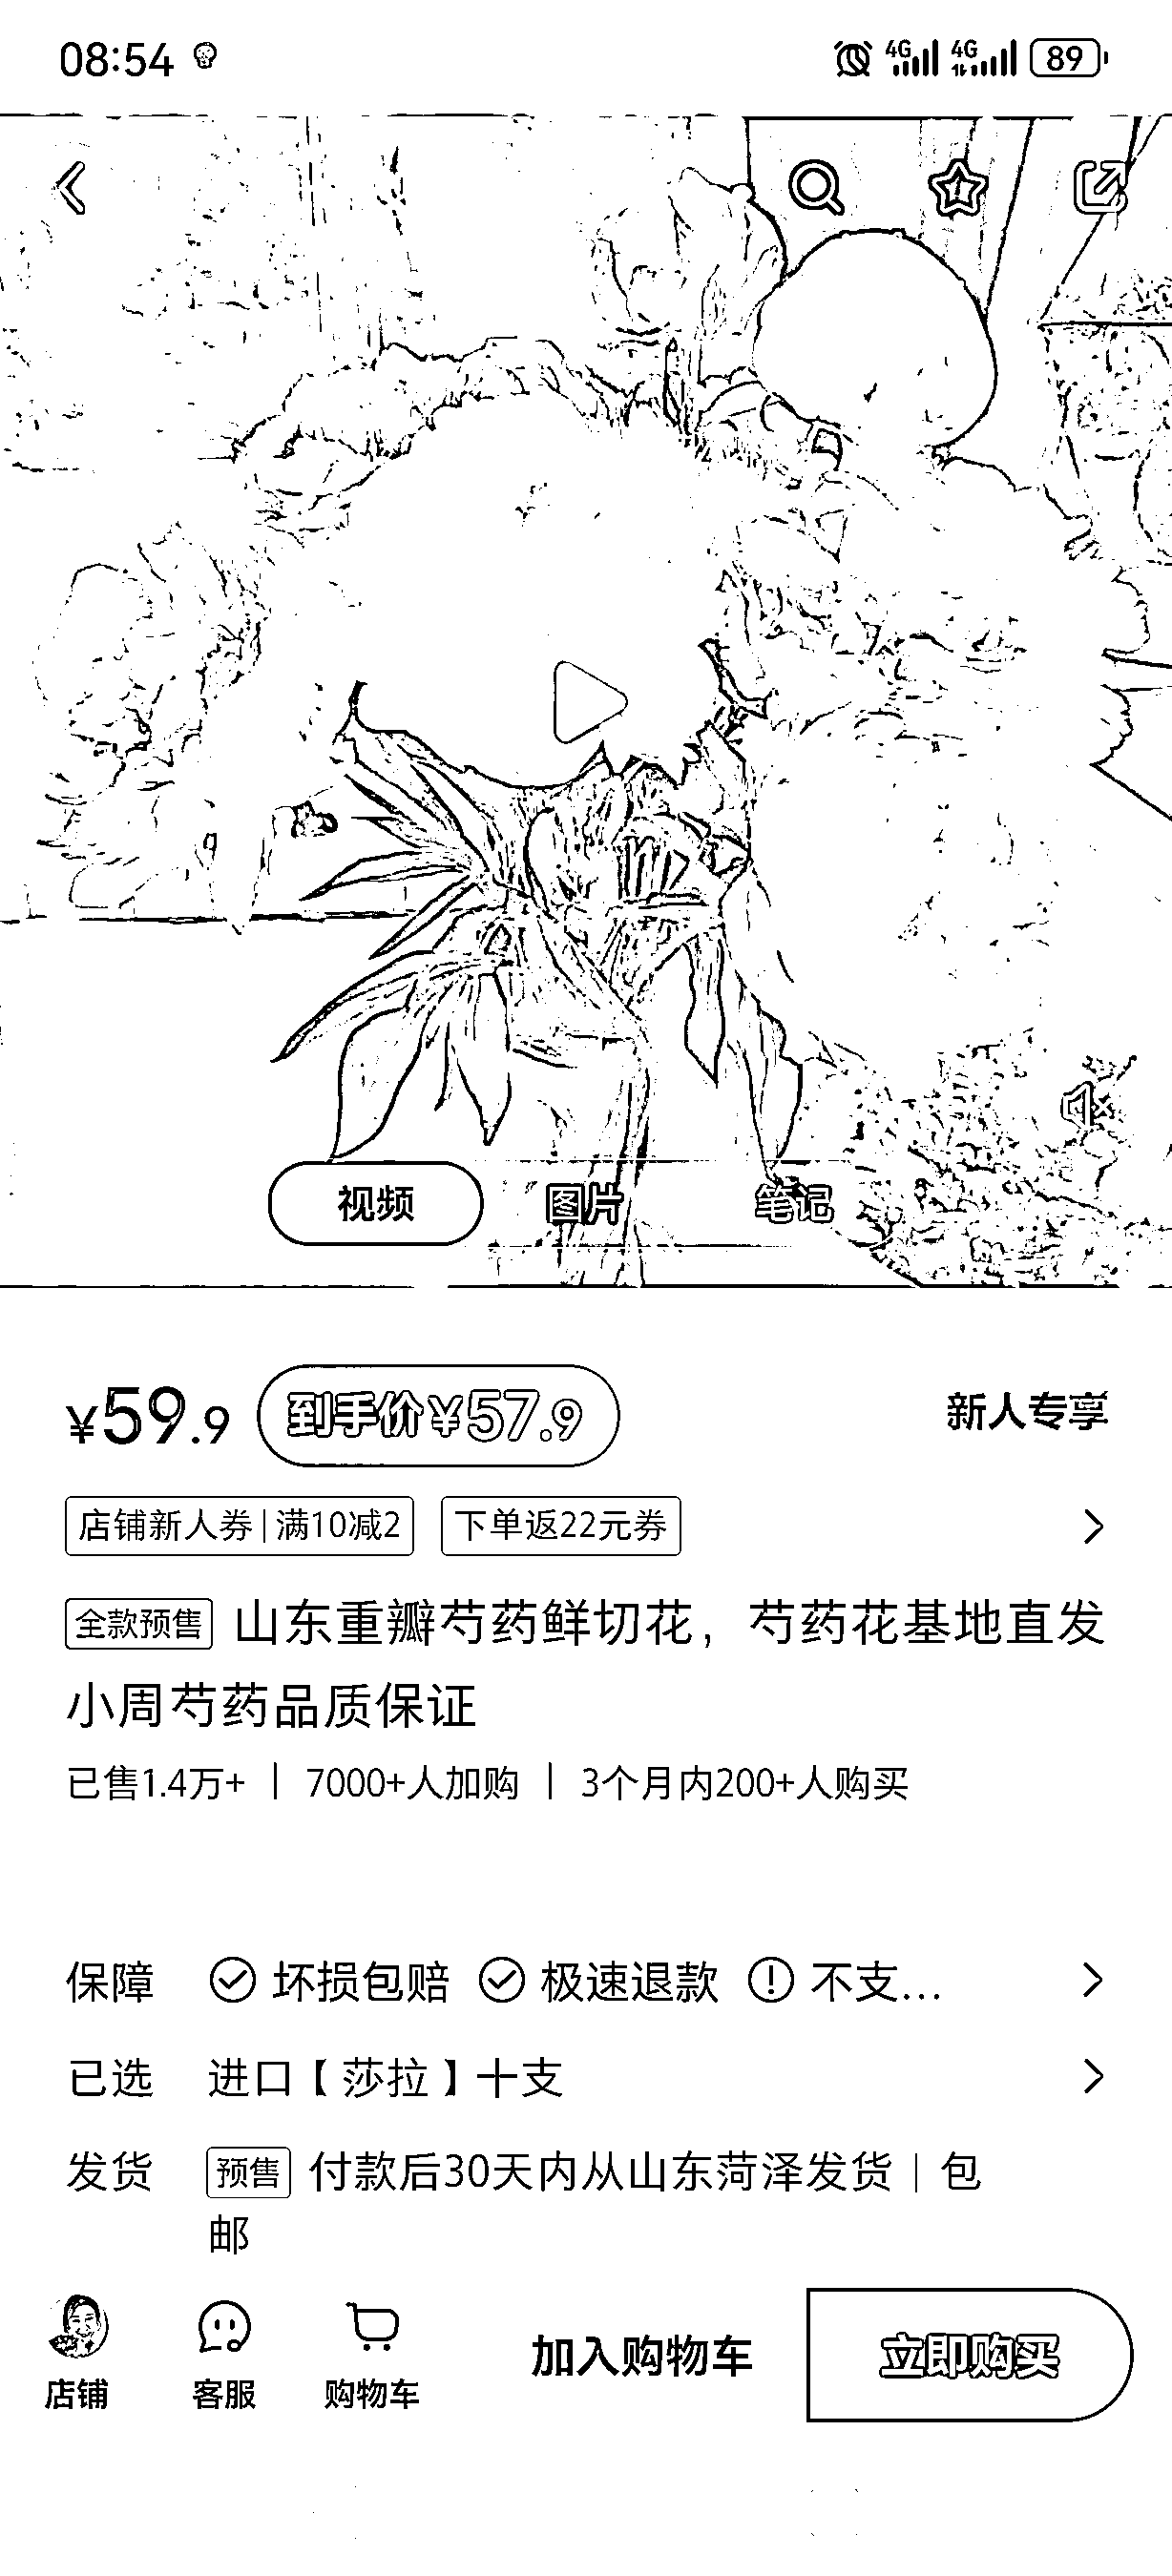 08:54
4G 4G 89
视频 图片 笔记
¥59.9 到手价¥57.9 新人专享
店铺新人券|满10减2 下单返22元券
全款预售 山东重瓣芍药鲜切花，芍药花基地直发
小周芍药品质保证
已售1.4万+ | 7000+人加购 | 3个月内200+人购买
保障 坏损包赔 极速退款 不支...
已选 进口【莎拉】十支
发货 预售 付款后30天内从山东菏泽发货 | 包
邮
加入购物车 立即购买
店铺 客服 购物车